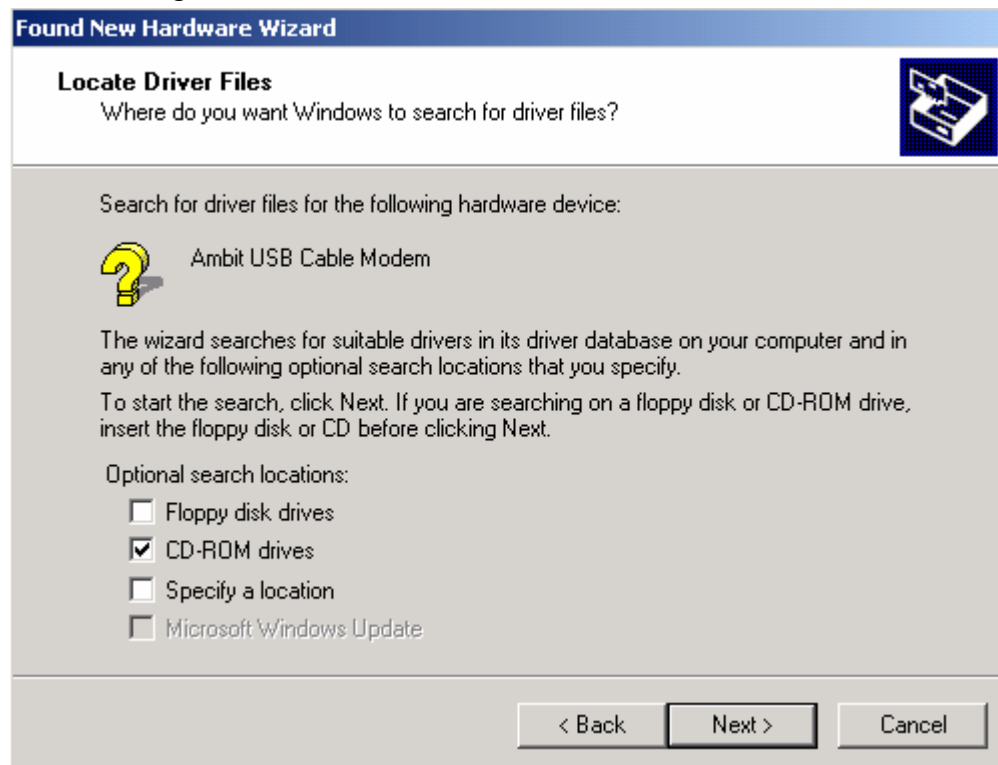 Found New Hardware Wizard
Locate Driver Files
Where do you want Windows to search for driver files?
Search for driver files for the following hardware device:
Ambit USB Cable Modem
The wizard searches for suitable drivers in its driver database on your computer and in
any of the following optional search locations that you specify.
To start the search, click Next. If you are searching on a floppy disk or CD-ROM drive,
insert the floppy disk or CD before clicking Next.
Optional search locations:
Floppy disk drives
CD-ROM drives
Specify a location
Microsoft Windows Update
< Back Next > Cancel